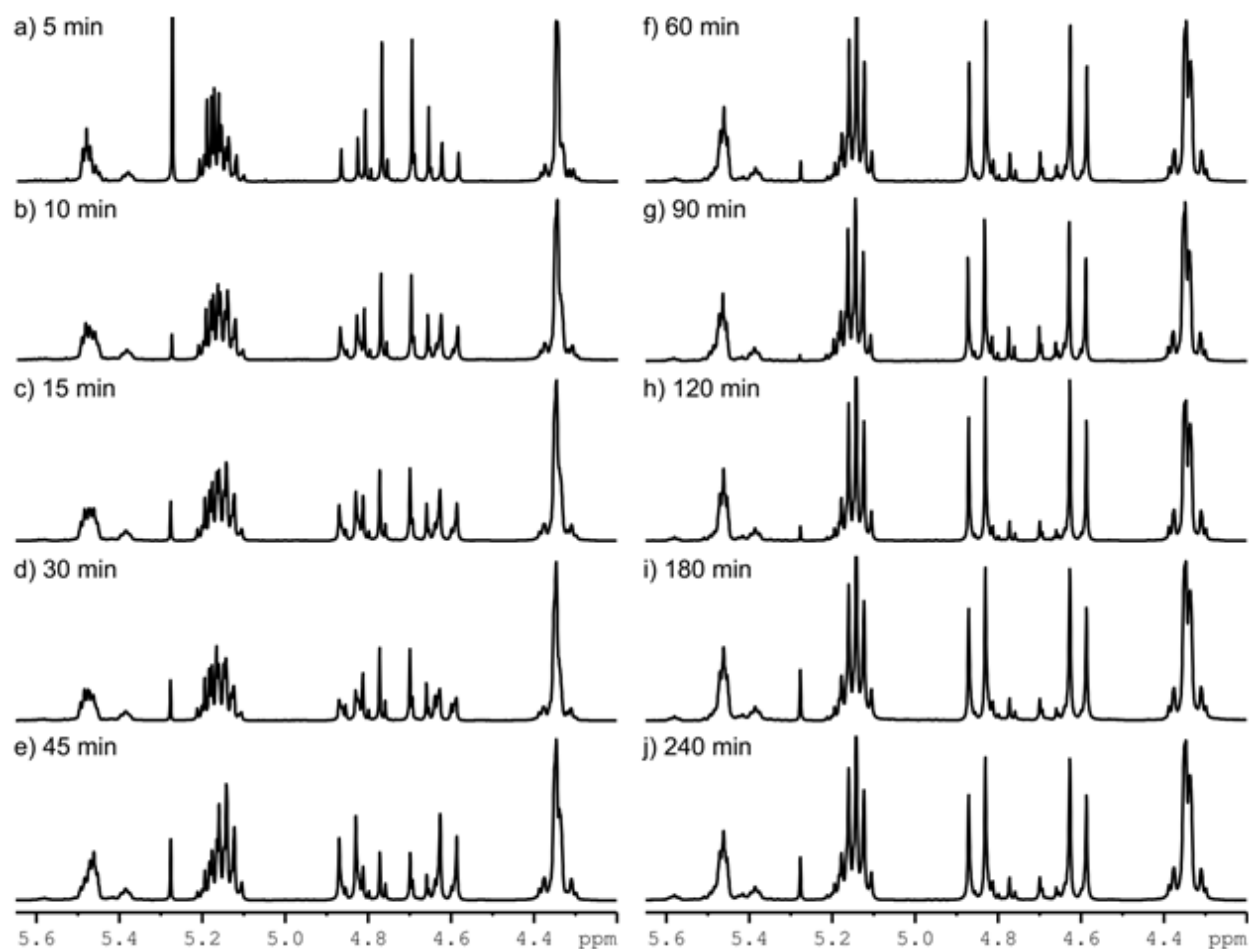 a) 5 min
b) 10 min
c) 15 min
d) 30 min
e) 45 min
5.6 5.4 5.2 5.0 4.8 4.6 4.4 ppm
f) 60 min
g) 90 min
h) 120 min
i) 180 min
j) 240 min
5.6 5.4 5.2 5.0 4.8 4.6 4.4 ppm